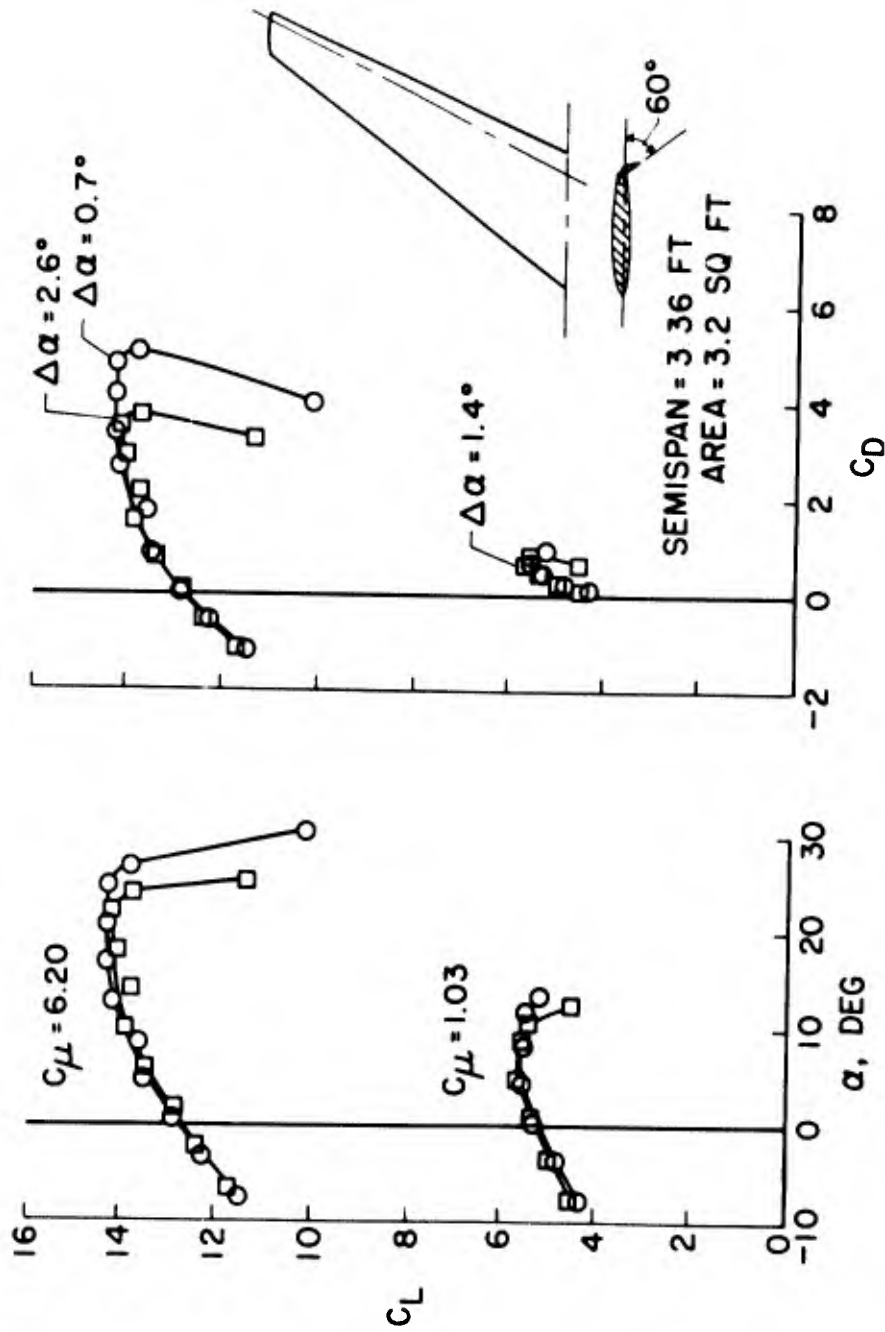 16
14
12
10
8
6
4
2
0
C_L
-10
0
10
20
30
α, DEG
Cμ = 6.20
Cμ = 1.03
Δα = 2.6°
Δα = 0.7°
Δα = 1.4°
-2
0
2
4
6
8
C_D
SEMISPAN = 3 36 FT
AREA = 3.2 SQ FT
60°